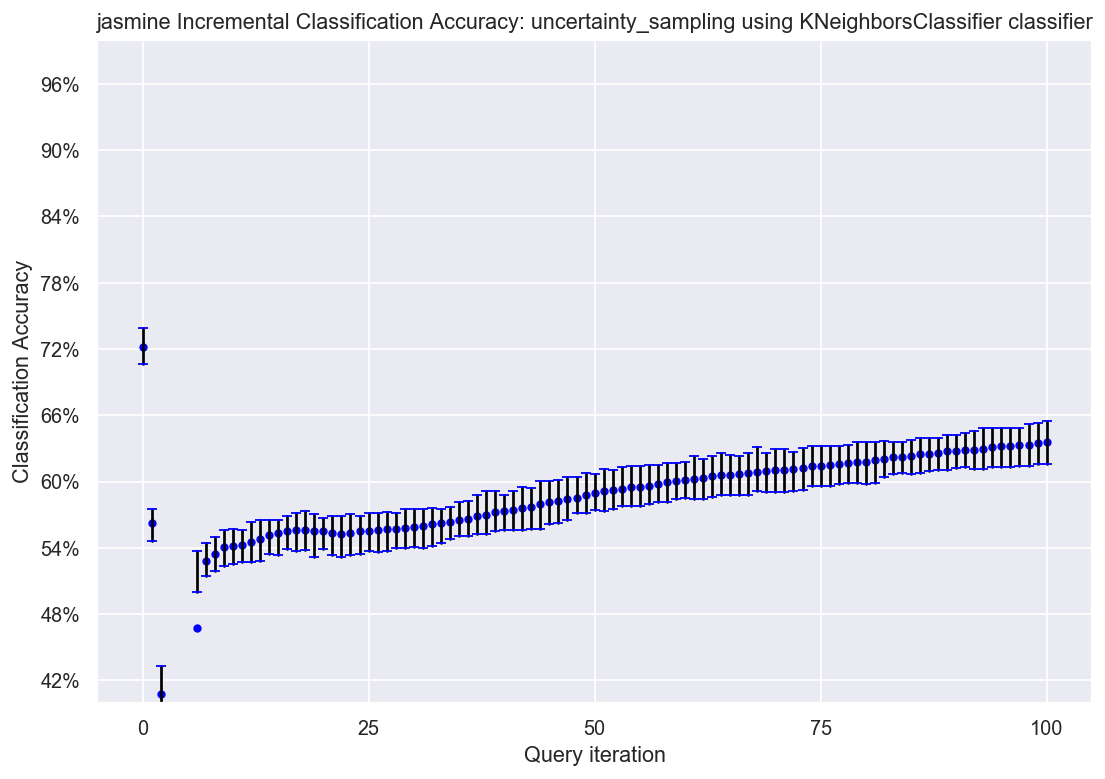 jasmine Incremental Classification Accuracy: uncertainty_sampling using KNeighborsClassifier classifier
96%
90%
84%
78%
72%
66%
60%
54%
48%
42%
Classification Accuracy
0 25 50 75 100
Query iteration